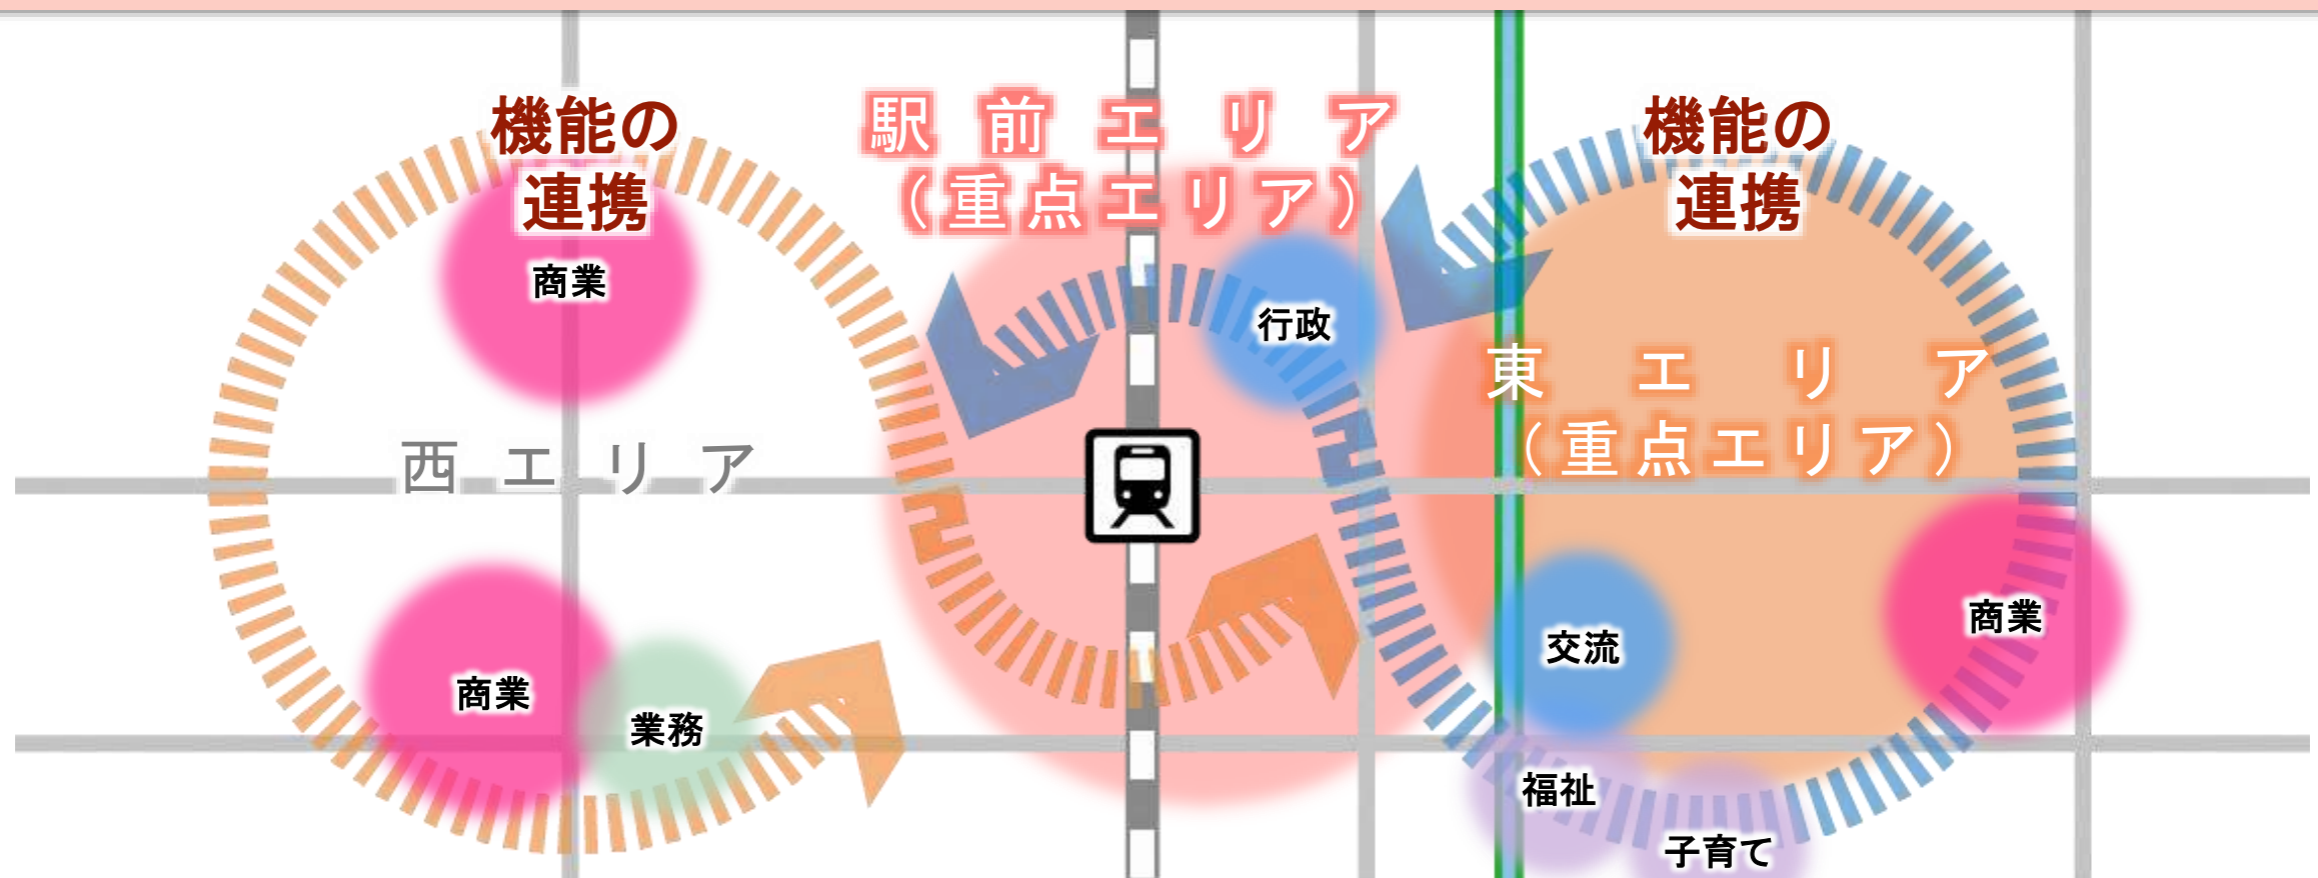 機能の
連携
商業
西エリア
商業
業務
駅前エリア
（重点エリア）
行政
機能の
連携
東エリア
（重点エリア）
交流
商業
福祉
子育て